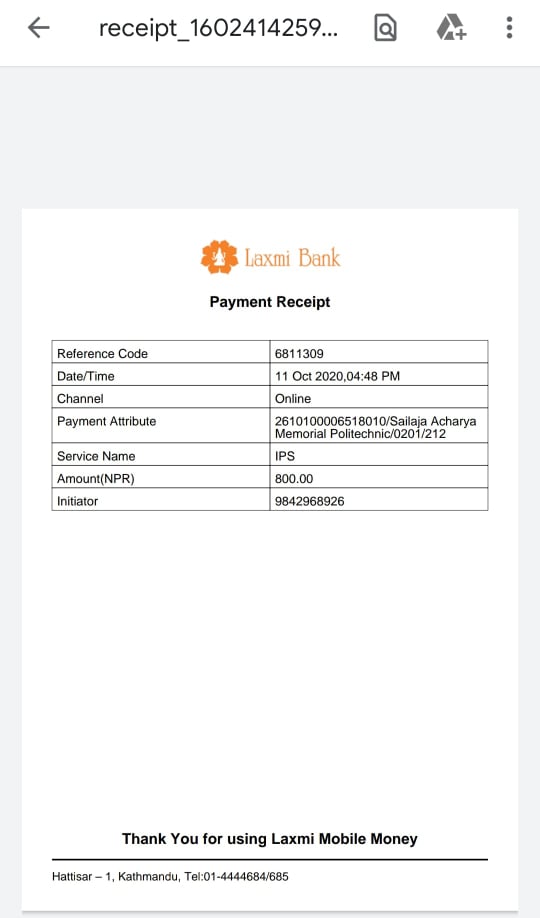 receipt_1602414259...
Laxmi Bank
Payment Receipt
Reference Code 6811309
Date/Time 11 Oct 2020,04:48 PM
Channel Online
Payment Attribute 2610100006518010/Sailaja Acharya
Memorial Politechnic/0201/212
Service Name IPS
Amount(NPR) 800.00
Initiator 9842968926
Thank You for using Laxmi Mobile Money
Hattisar – 1, Kathmandu, Tel:01-4444684/685